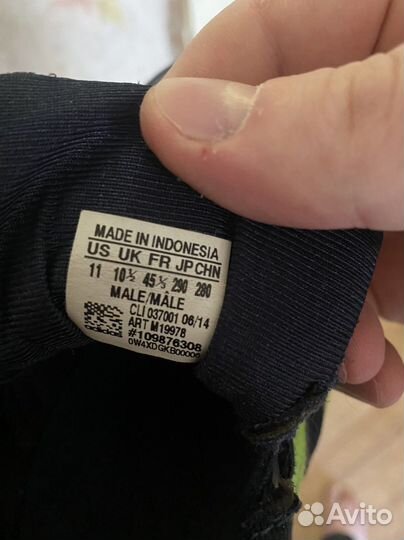 MADE IN INDONESIA
US UK FR JP CHN
11 10½ 45⅓ 290 280
MALE/MÂLE
CLI 037001 06/14
ART M19978
#109876308
0W4XDGKB00000
Avito